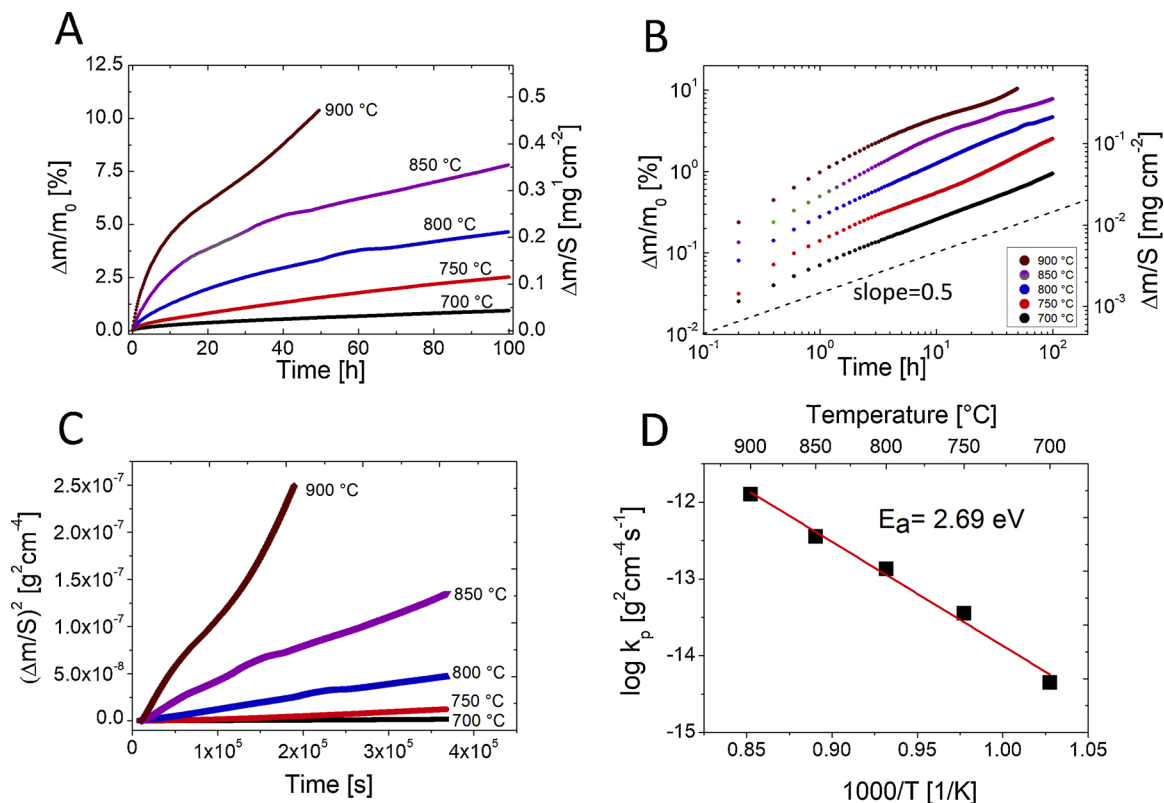 A
12.5
10.0
7.5
5.0
2.5
0.0
Δm/m0 [%]
0.5
0.4
0.3
0.2
0.1
0.0
Δm/S [mg1cm-2]
900 °C
850 °C
800 °C
750 °C
700 °C
0 20 40 60 80 100
Time [h]
B
10^1
10^0
10^-1
10^-2
Δm/m0 [%]
10^-1
10^-2
10^-3
Δm/S [mg cm-2]
slope=0.5
900 °C
850 °C
800 °C
750 °C
700 °C
10^-1 10^0 10^1 10^2
Time [h]
C
2.5x10^-7
2.0x10^-7
1.5x10^-7
1.0x10^-7
5.0x10^-8
0.0
(Δm/S)^2 [g^2cm^-4]
900 °C
850 °C
800 °C
750 °C
700 °C
0 1x10^5 2x10^5 3x10^5 4x10^5
Time [s]
D
Temperature [°C]
900 850 800 750 700
-12
-13
-14
-15
log kp [g^2cm^-4s^-1]
Ea= 2.69 eV
0.85 0.90 0.95 1.00 1.05
1000/T [1/K]